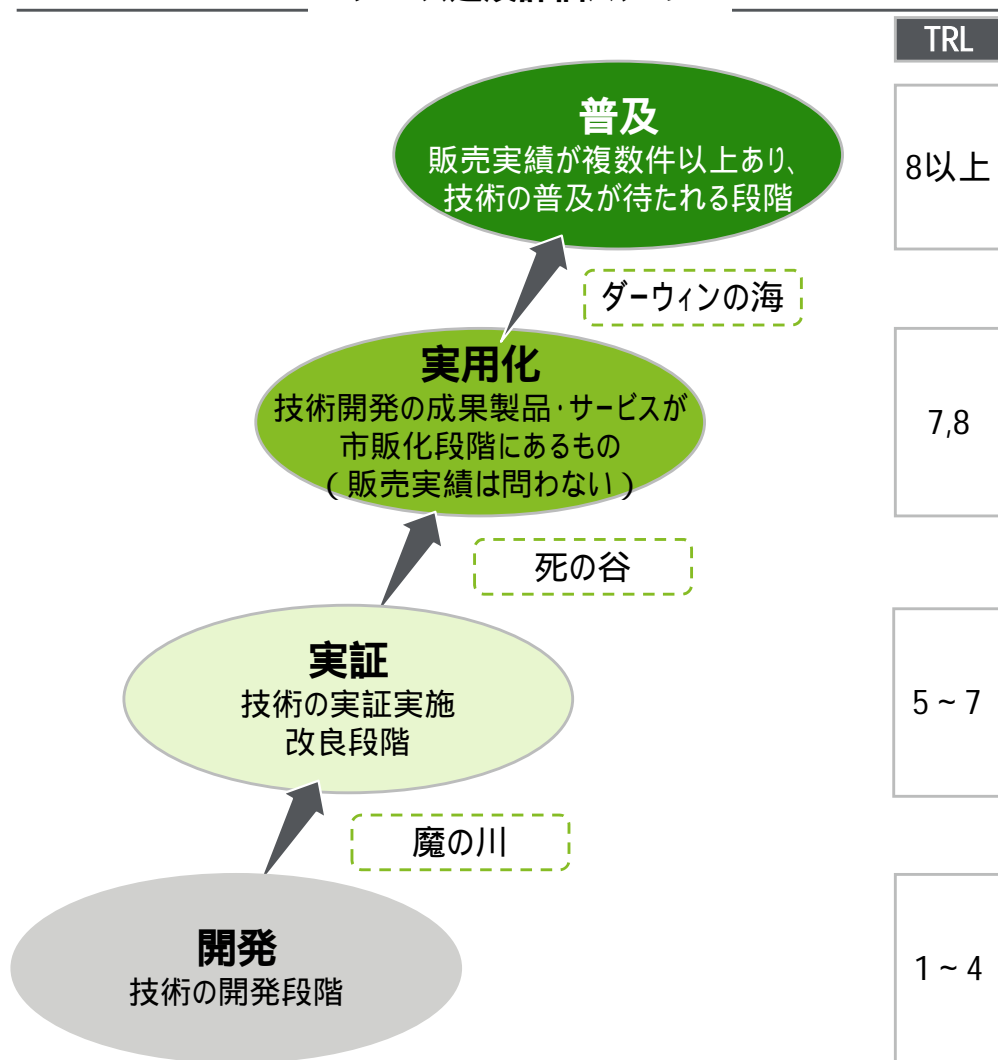 TRL
普及
販売実績が複数件以上あり、
技術の普及が待たれる段階
8以上
ダーウィンの海
実用化
技術開発の成果製品・サービスが
市販化段階にあるもの
（販売実績は問わない）
7,8
死の谷
実証
技術の実証実施
改良段階
5 ~ 7
魔の川
開発
技術の開発段階
1 ~ 4